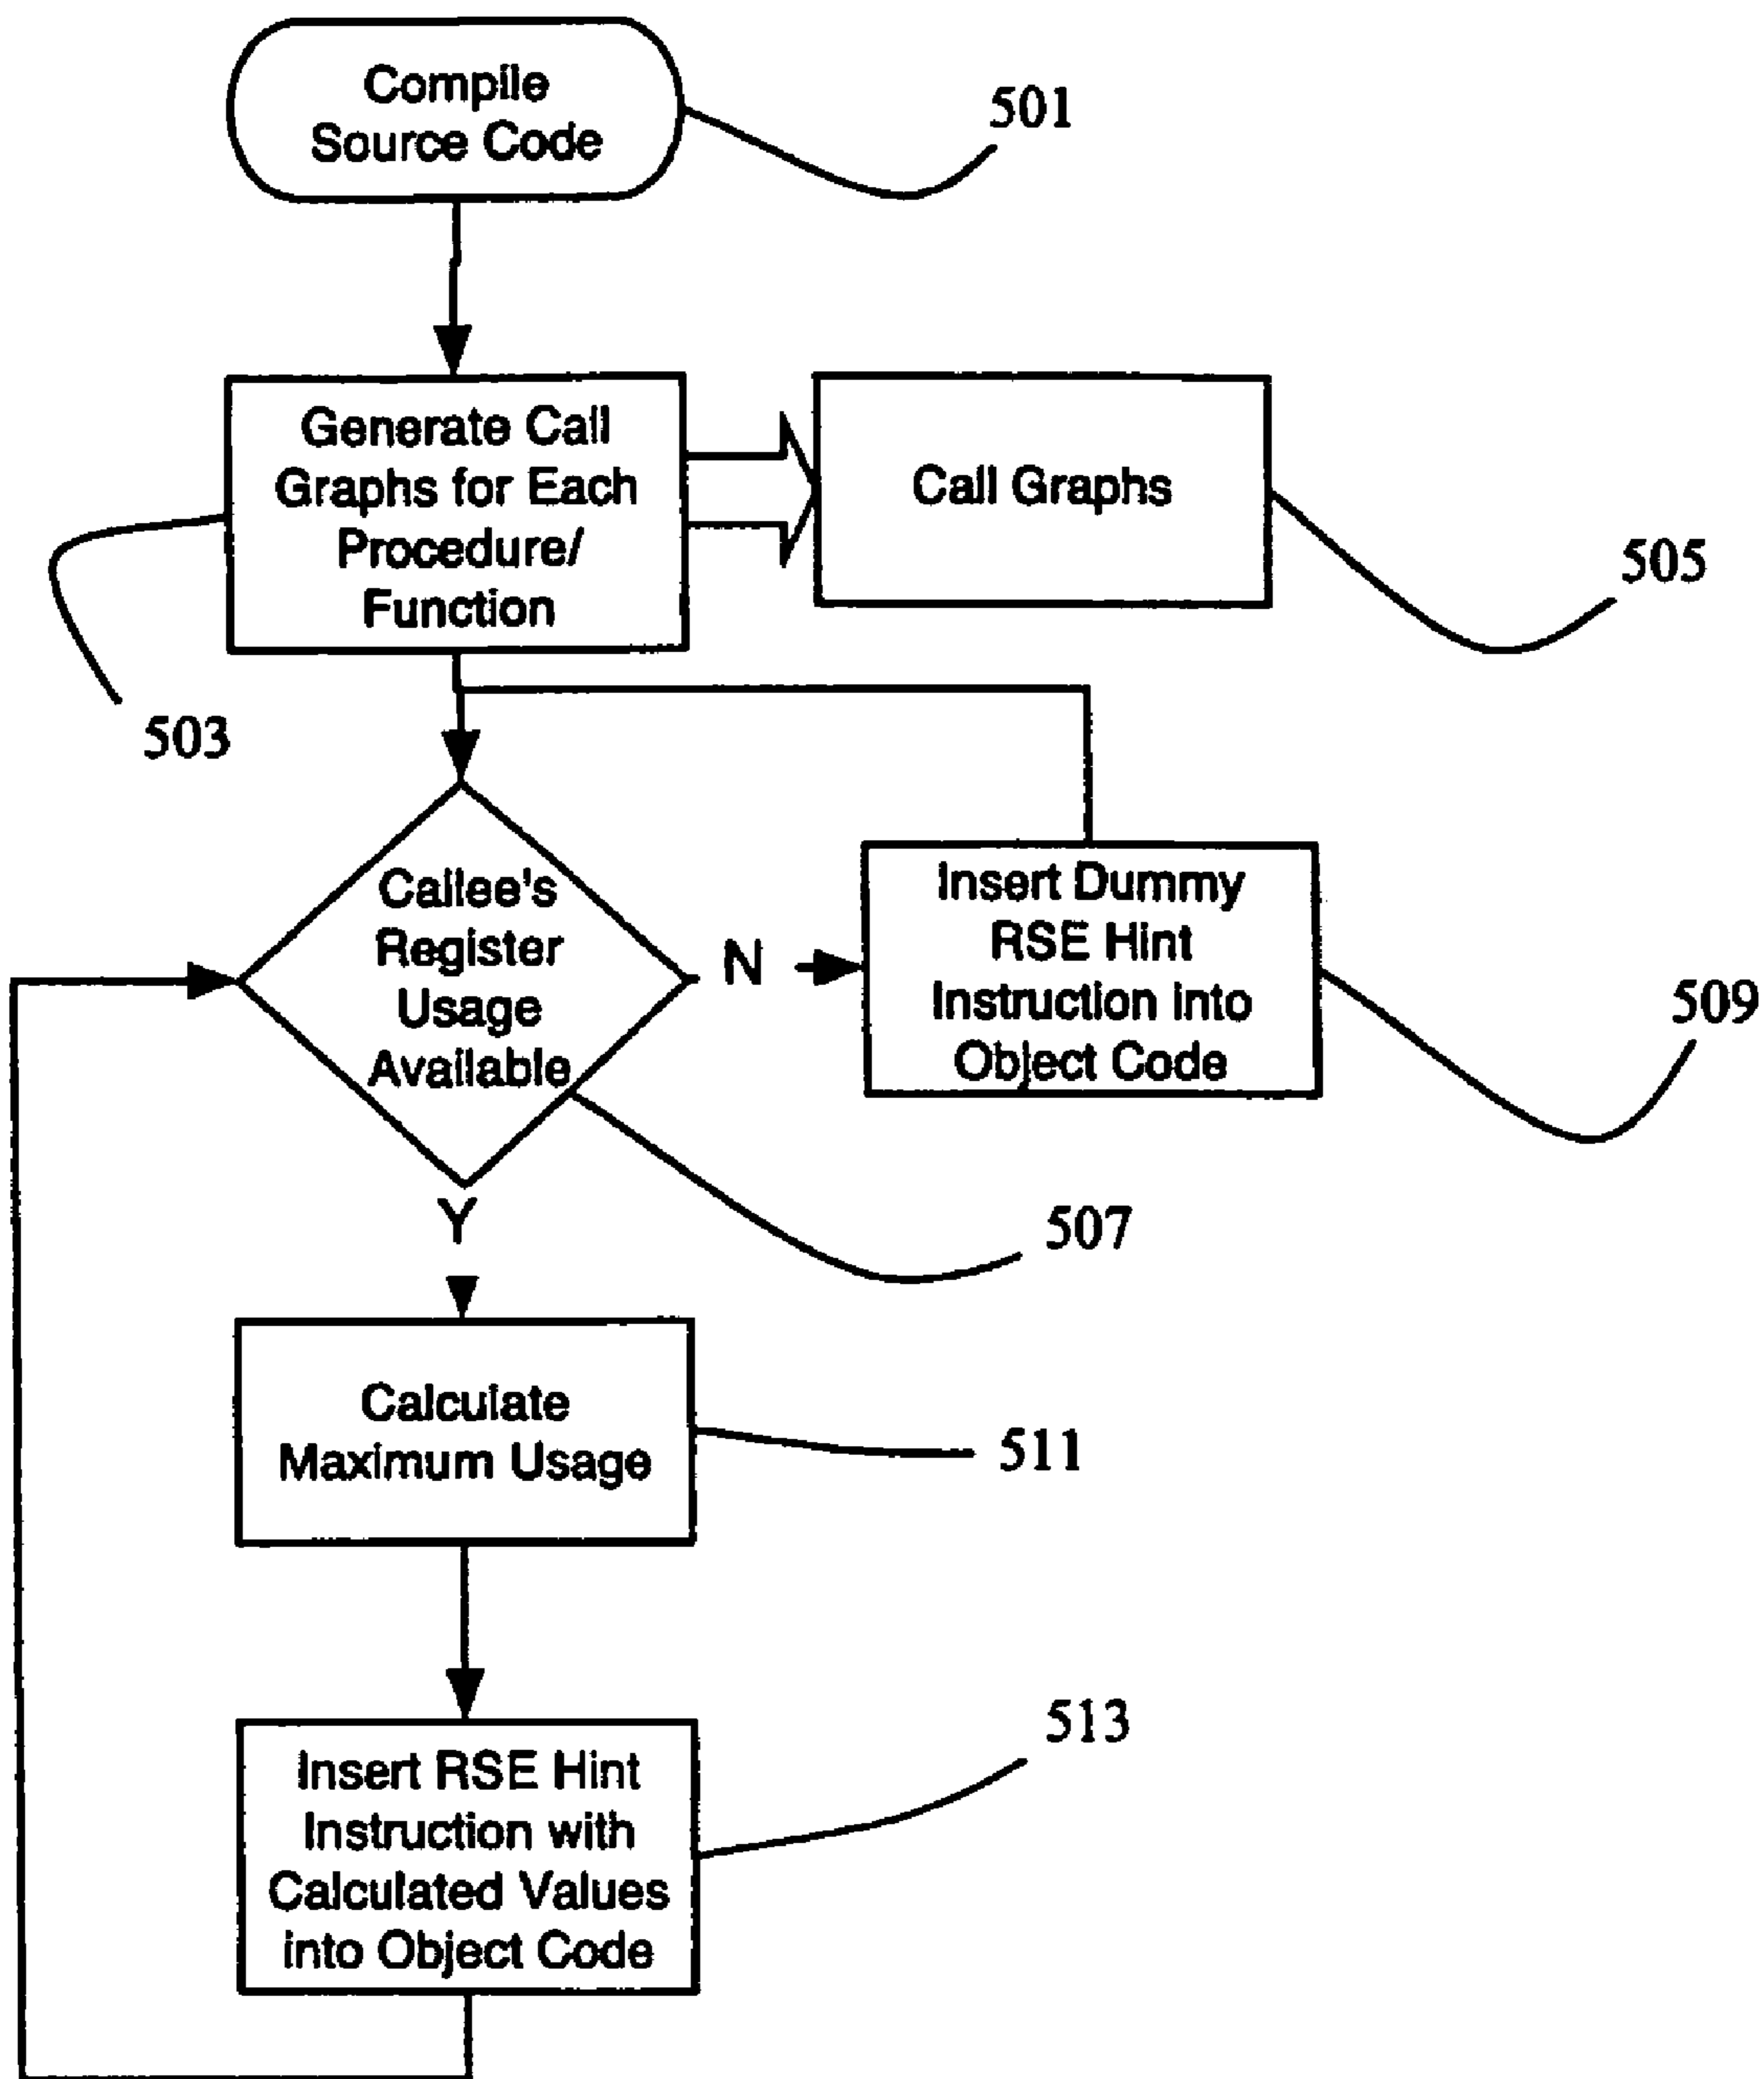 Compile
Source Code
501
Generate Call
Graphs for Each
Procedure/
Function
Call Graphs
505
503
Callee's
Register
Usage
Available
N
Insert Dummy
RSE Hint
Instruction into
Object Code
509
Y
507
Calculate
Maximum Usage
511
513
Insert RSE Hint
Instruction with
Calculated Values
into Object Code